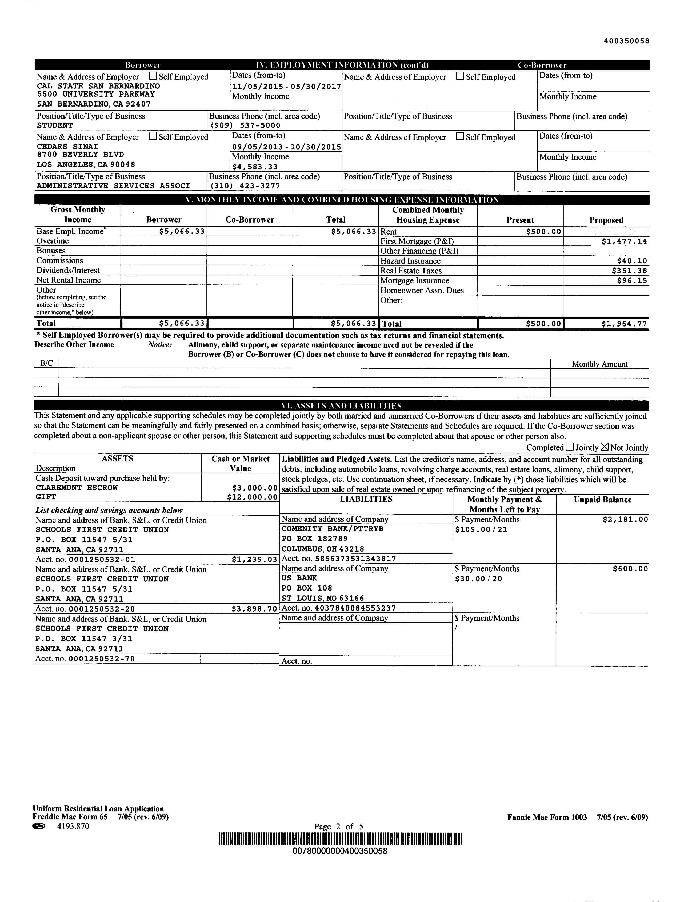 400350058
Borrower IV. EMPLOYMENT INFORMATION (cont'd) Co-Borrower
Name & Address of Employer Self Employed Dates (from-to) Name & Address of Employer Self Employed Dates (from-to)
CAL STATE SAN BERNARDINO 11/05/2015-05/30/2017
5500 UNIVERSITY PARKWAY Monthly Income Monthly Income
SAN BERNARDINO, CA 92407
Position/Title/Type of Business Business Phone (incl. area code) Position/Title/Type of Business Business Phone (incl. area code)
STUDENT (909) 537-5000
Name & Address of Employer Self Employed Dates (from-to) Name & Address of Employer Self Employed Dates (from-to)
CEDARS SINAI 09/05/2013-10/30/2015
8700 BEVERLY BLVD Monthly Income Monthly Income
LOS ANGELES, CA 90048 $4,583.33
Position/Title/Type of Business Business Phone (incl. area code) Position/Title/Type of Business Business Phone (incl. area code)
ADMINISTRATIVE SERVICES ASSOCI (310) 423-3277
V. MONTHLY INCOME AND COMBINED HOUSING EXPENSE INFORMATION
Gross Monthly Income Borrower Co-Borrower Total Combined Monthly Housing Expense Present Proposed
Base Empl. Income* $5,066.33 $5,066.33 Rent $500.00
Overtime First Mortgage (P&I) $1,477.14
Bonuses Other Financing (P&I)
Commissions Hazard Insurance $40.10
Dividends/Interest Real Estate Taxes $351.38
Net Rental Income Mortgage Insurance $96.15
Other Homeowner Assn. Dues
(before completing, see the Other:
notice in "describe
other income," below)
Total $5,066.33 $5,066.33 Total $500.00 $1,964.77
* Self Employed Borrower(s) may be required to provide additional documentation such as tax returns and financial statements.
Describe Other Income Notice: Alimony, child support, or separate maintenance income need not be revealed if the
Borrower (B) or Co-Borrower (C) does not choose to have it considered for repaying this loan.
B/C Monthly Amount
VI. ASSETS AND LIABILITIES
This Statement and any applicable supporting schedules may be completed jointly by both married and unmarried Co-Borrowers if their assets and liabilities are sufficiently joined
so that the Statement can be meaningfully and fairly presented on a combined basis; otherwise, separate Statements and Schedules are required. If the Co-Borrower section was
completed about a non-applicant spouse or other person, this Statement and supporting schedules must be completed about that spouse or other person also.
Completed Jointly Not Jointly
ASSETS Cash or Market Liabilities and Pledged Assets. List the creditor's name, address, and account number for all outstanding
Description Value debts, including automobile loans, revolving charge accounts, real estate loans, alimony, child support,
Cash Deposit toward purchase held by: stock pledges, etc. Use continuation sheet, if necessary. Indicate by (*) those liabilities which will be
CLAREMONT ESCROW $3,000.00 satisfied upon sale of real estate owned or upon refinancing of the subject property.
GIFT $12,000.00 LIABILITIES Monthly Payment & Months Left to Pay Unpaid Balance
List checking and savings accounts below
Name and address of Bank, S&L, or Credit Union Name and address of Company $ Payment/Months $2,181.00
SCHOOLS FIRST CREDIT UNION COMENITY BANK/PTTRYB $105.00/21
P.O. BOX 11547 5/31 PO BOX 182789
SANTA ANA, CA 92711 COLUMBUS, OH 43218
Acct. no. 0001250532-01 $1,235.03 Acct. no. 5856373531343817
Name and address of Bank, S&L, or Credit Union Name and address of Company $ Payment/Months $600.00
SCHOOLS FIRST CREDIT UNION US BANK $30.00/20
P.O. BOX 11547 5/31 PO BOX 108
SANTA ANA, CA 92711 ST LOUIS, MO 63166
Acct. no. 0001250532-20 $3,898.70 Acct. no. 4037840084553237
Name and address of Bank, S&L, or Credit Union Name and address of Company $ Payment/Months
SCHOOLS FIRST CREDIT UNION /
P.O. BOX 11547 3/31
SANTA ANA, CA 92711
Acct. no. 0001250532-70 Acct. no.
Uniform Residential Loan Application
Freddie Mac Form 65 7/05 (rev. 6/09) Fannie Mae Form 1003 7/05 (rev. 6/09)
4193.870 Page 2 of 5
00780000000400350058